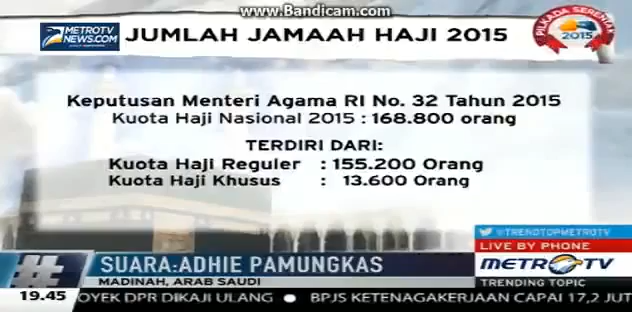 www.Bandicam.com
METROTV
NEWS.COM
JUMLAH JAMAAH HAJI 2015
PILKADA SERENTAK
2015
Keputusan Menteri Agama RI No. 32 Tahun 2015
Kuota Haji Nasional 2015 : 168.800 orang
TERDIRI DARI:
Kuota Haji Reguler : 155.200 Orang
Kuota Haji Khusus : 13.600 Orang
@TRENDTOPMETROTV
LIVE BY PHONE
METRO TV
TRENDING TOPIC
# SUARA:ADHIE PAMUNGKAS
MADINAH, ARAB SAUDI
19.45 OYEK DPR DIKAJI ULANG • BPJS KETENAGAKERJAAN CAPAI 17,2 JUT